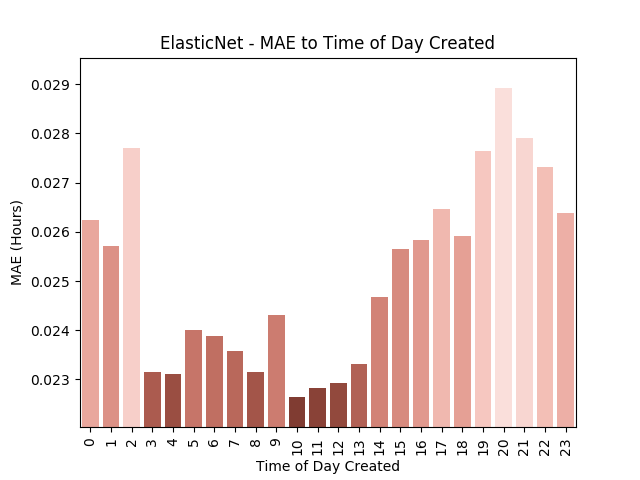 ElasticNet - MAE to Time of Day Created
0.029
0.028
0.027
0.026
0.025
0.024
0.023
MAE (Hours)
0 1 2 3 4 5 6 7 8 9 10 11 12 13 14 15 16 17 18 19 20 21 22 23
Time of Day Created